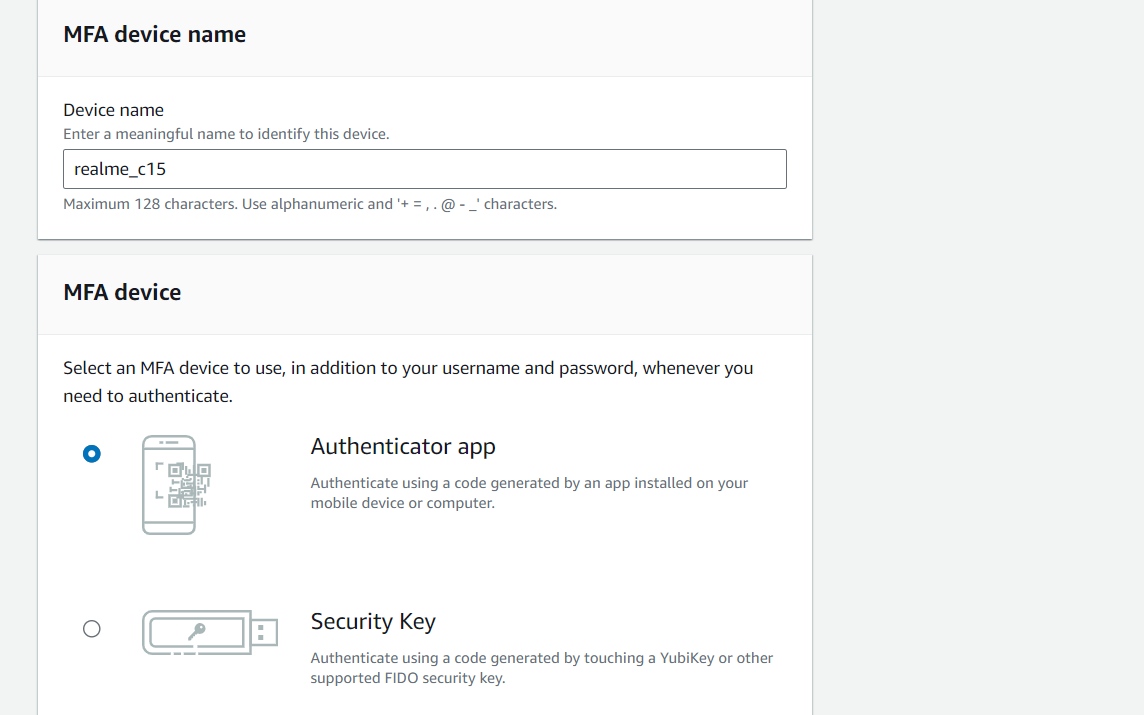 MFA device name
Device name
Enter a meaningful name to identify this device.
realme_c15
Maximum 128 characters. Use alphanumeric and '+ = , . @ - _' characters.
MFA device
Select an MFA device to use, in addition to your username and password, whenever you
need to authenticate.
Authenticator app
Authenticate using a code generated by an app installed on your
mobile device or computer.
Security Key
Authenticate using a code generated by touching a YubiKey or other
supported FIDO security key.